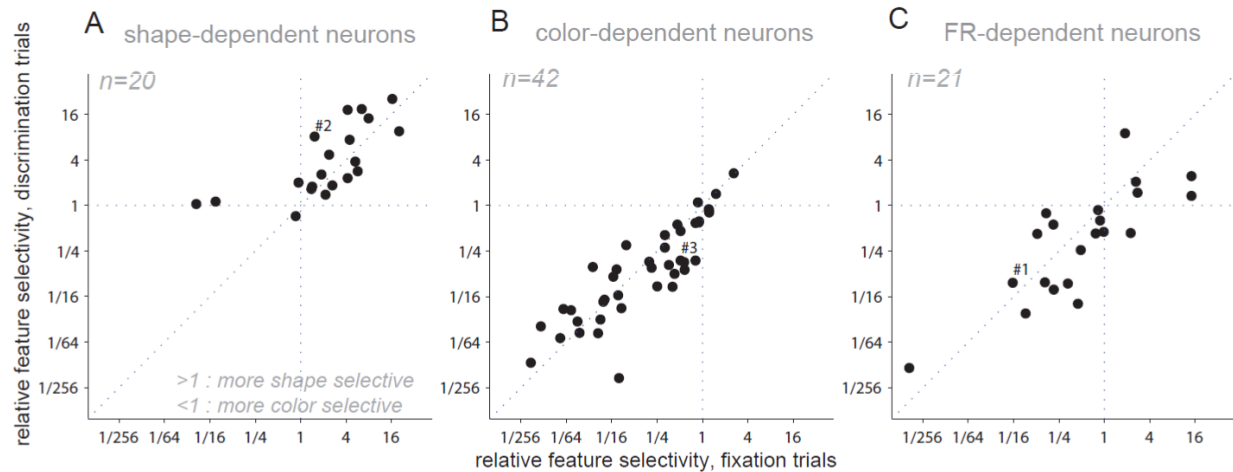 A
shape-dependent neurons
B
color-dependent neurons
C
FR-dependent neurons
relative feature selectivity, discrimination trials
n=20
16
4
1
1/4
1/16
1/64
1/256
#2
>1 : more shape selective
<1 : more color selective
1/256 1/64 1/16 1/4 1 4 16
n=42
16
4
1
1/4
1/16
1/64
1/256
#3
1/256 1/64 1/16 1/4 1 4 16
n=21
16
4
1
1/4
1/16
1/64
1/256
#1
1/256 1/64 1/16 1/4 1 4 16
relative feature selectivity, fixation trials